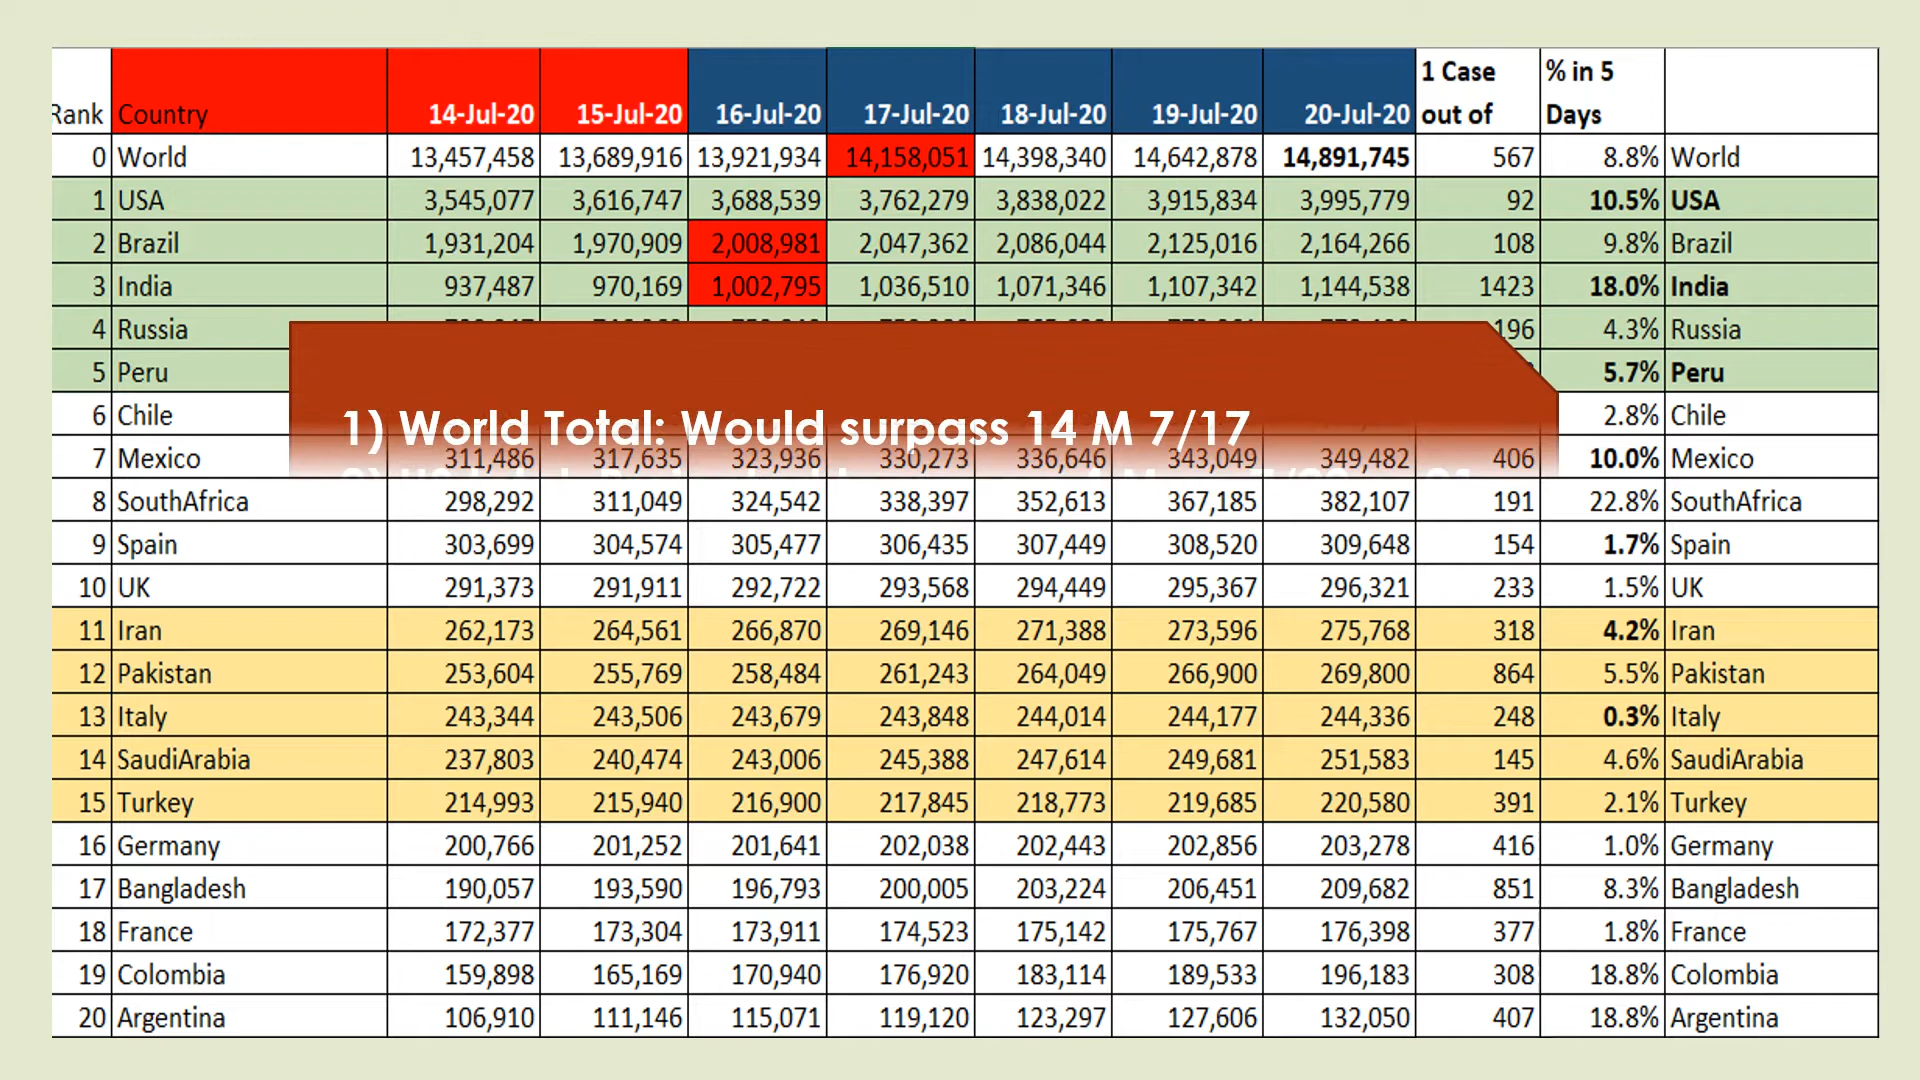 Rank Country 14-Jul-20 15-Jul-20 16-Jul-20 17-Jul-20 18-Jul-20 19-Jul-20 20-Jul-20 1 Case out of % in 5 Days
0 World 13,457,458 13,689,916 13,921,934 14,158,051 14,398,340 14,642,878 14,891,745 567 8.8% World
1 USA 3,545,077 3,616,747 3,688,539 3,762,279 3,838,022 3,915,834 3,995,779 92 10.5% USA
2 Brazil 1,931,204 1,970,909 2,008,981 2,047,362 2,086,044 2,125,016 2,164,266 108 9.8% Brazil
3 India 937,487 970,169 1,002,795 1,036,510 1,071,346 1,107,342 1,144,538 1423 18.0% India
4 Russia 196 4.3% Russia
5 Peru 5.7% Peru
6 Chile 2.8% Chile
1) World Total: Would surpass 14 M 7/17
7 Mexico 311,486 317,635 323,936 330,273 336,646 343,049 349,482 406 10.0% Mexico
8 SouthAfrica 298,292 311,049 324,542 338,397 352,613 367,185 382,107 191 22.8% SouthAfrica
9 Spain 303,699 304,574 305,477 306,435 307,449 308,520 309,648 154 1.7% Spain
10 UK 291,373 291,911 292,722 293,568 294,449 295,367 296,321 233 1.5% UK
11 Iran 262,173 264,561 266,870 269,146 271,388 273,596 275,768 318 4.2% Iran
12 Pakistan 253,604 255,769 258,484 261,243 264,049 266,900 269,800 864 5.5% Pakistan
13 Italy 243,344 243,506 243,679 243,848 244,014 244,177 244,336 248 0.3% Italy
14 SaudiArabia 237,803 240,474 243,006 245,388 247,614 249,681 251,583 145 4.6% SaudiArabia
15 Turkey 214,993 215,940 216,900 217,845 218,773 219,685 220,580 391 2.1% Turkey
16 Germany 200,766 201,252 201,641 202,038 202,443 202,856 203,278 416 1.0% Germany
17 Bangladesh 190,057 193,590 196,793 200,005 203,224 206,451 209,682 851 8.3% Bangladesh
18 France 172,377 173,304 173,911 174,523 175,142 175,767 176,398 377 1.8% France
19 Colombia 159,898 165,169 170,940 176,920 183,114 189,533 196,183 308 18.8% Colombia
20 Argentina 106,910 111,146 115,071 119,120 123,297 127,606 132,050 407 18.8% Argentina